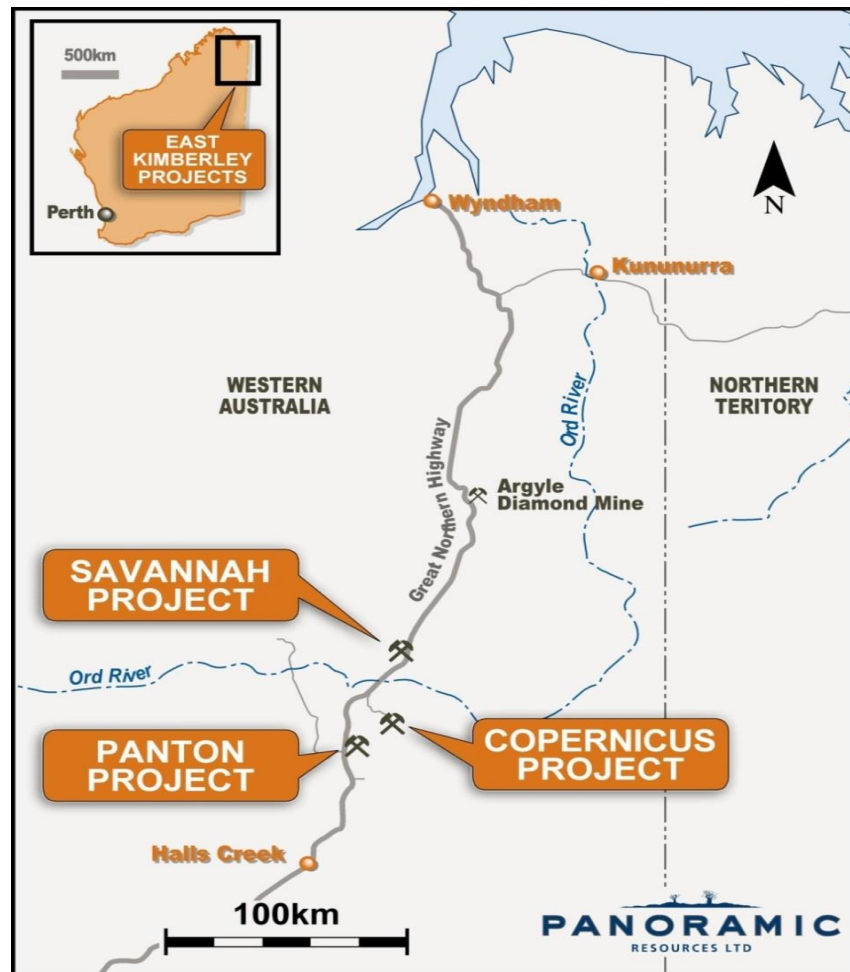 500km
EAST
KIMBERLEY
PROJECTS
Perth
Wyndham
N
Kununurra
WESTERN
AUSTRALIA
NORTHERN
TERITORY
Ord River
Great Northern Highway
Argyle
Diamond Mine
SAVANNAH
PROJECT
Ord River
PANTON
PROJECT
COPERNICUS
PROJECT
Halls Creek
100km
PANORAMIC
RESOURCES LTD